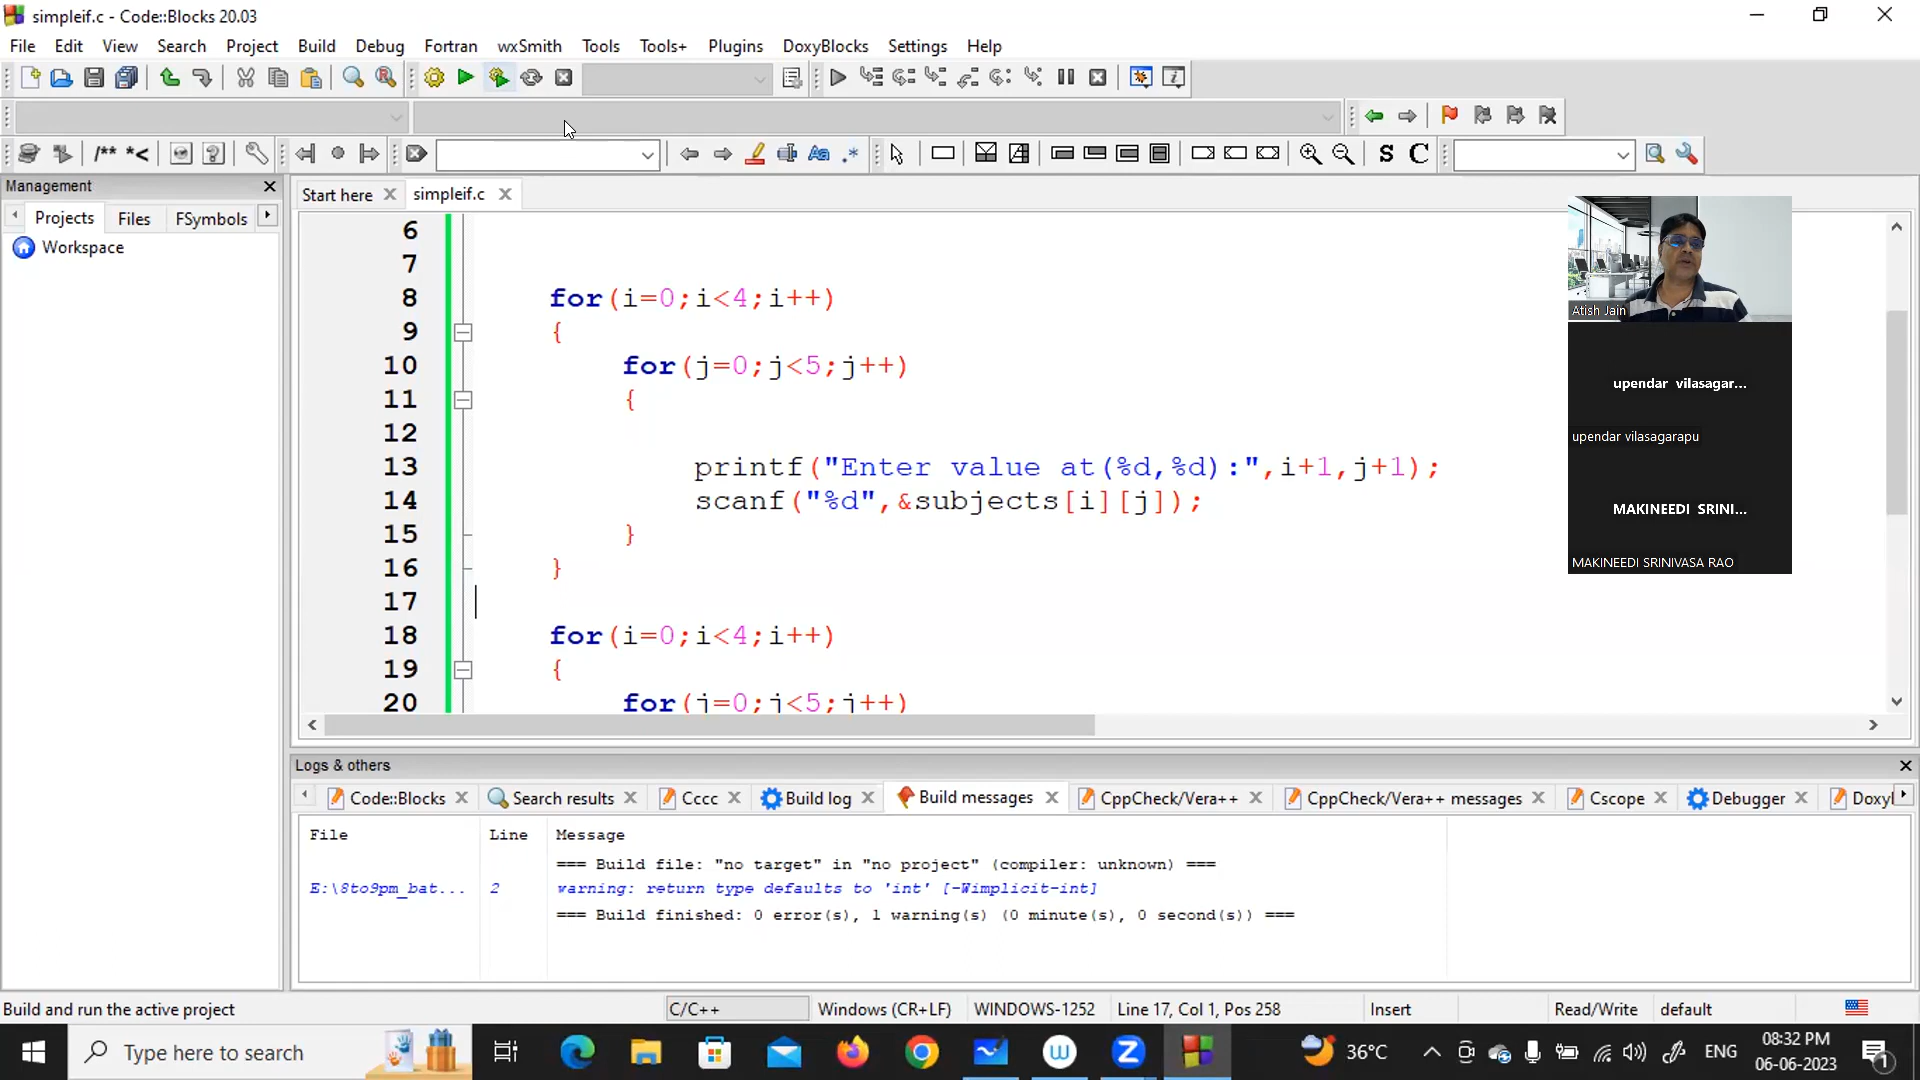 simpleif.c - Code::Blocks 20.03
File Edit View Search Project Build Debug Fortran wxSmith Tools Tools+ Plugins DoxyBlocks Settings Help
/** *<
Aa .*
S C
Management
Projects Files FSymbols
Workspace
Start here simpleif.c
6
7
8 for(i=0;i<4;i++)
9 {
10 for(j=0;j<5;j++)
11 {
12
13 printf("Enter value at(%d,%d):",i+1,j+1);
14 scanf("%d",&subjects[i][j]);
15 }
16 }
17
18 for(i=0;i<4;i++)
19 {
20 for(j=0;j<5;j++)
Atish Jain
upendar vilasagar...
upendar vilasagarapu
MAKINEEDI SRINI...
MAKINEEDI SRINIVASA RAO
Logs & others
Code::Blocks Search results Cccc Build log Build messages CppCheck/Vera++ CppCheck/Vera++ messages Cscope Debugger Doxyl
File Line Message
=== Build file: "no target" in "no project" (compiler: unknown) ===
E:\8to9pm_bat... 2 warning: return type defaults to 'int' [-Wimplicit-int]
=== Build finished: 0 error(s), 1 warning(s) (0 minute(s), 0 second(s)) ===
Build and run the active project C/C++ Windows (CR+LF) WINDOWS-1252 Line 17, Col 1, Pos 258 Insert Read/Write default
Type here to search 36°C ENG 08:32 PM
06-06-2023 1